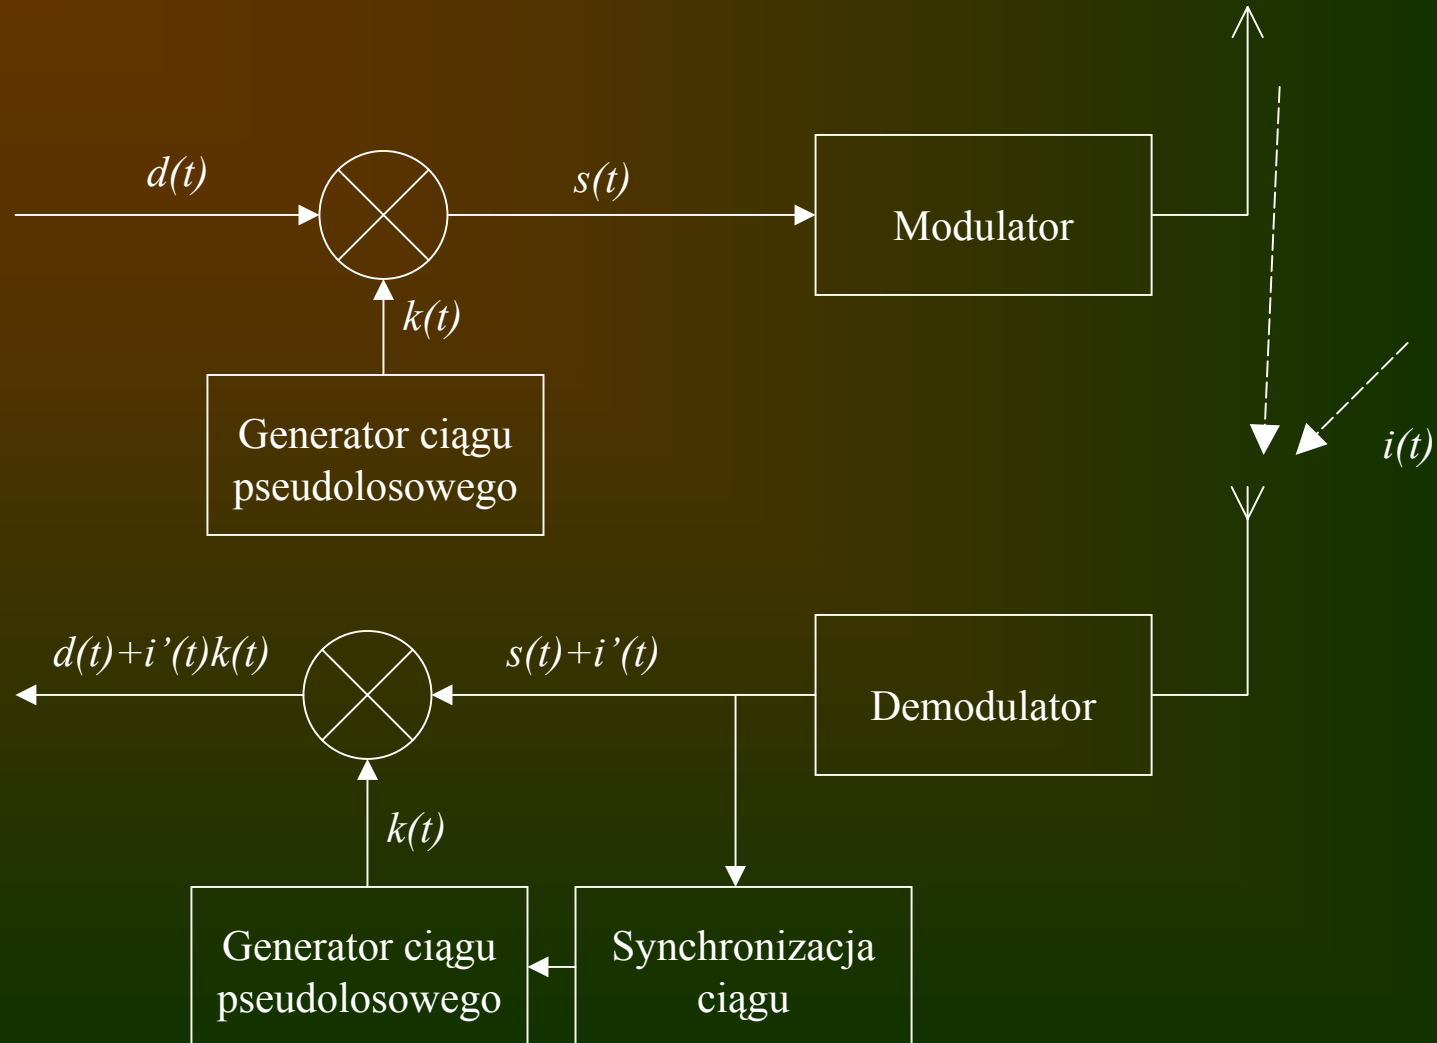 d(t)
s(t)
Modulator
k(t)
Generator ciągu
pseudolosowego
i(t)
d(t)+i’(t)k(t)
s(t)+i’(t)
Demodulator
k(t)
Generator ciągu
pseudolosowego
Synchronizacja
ciągu